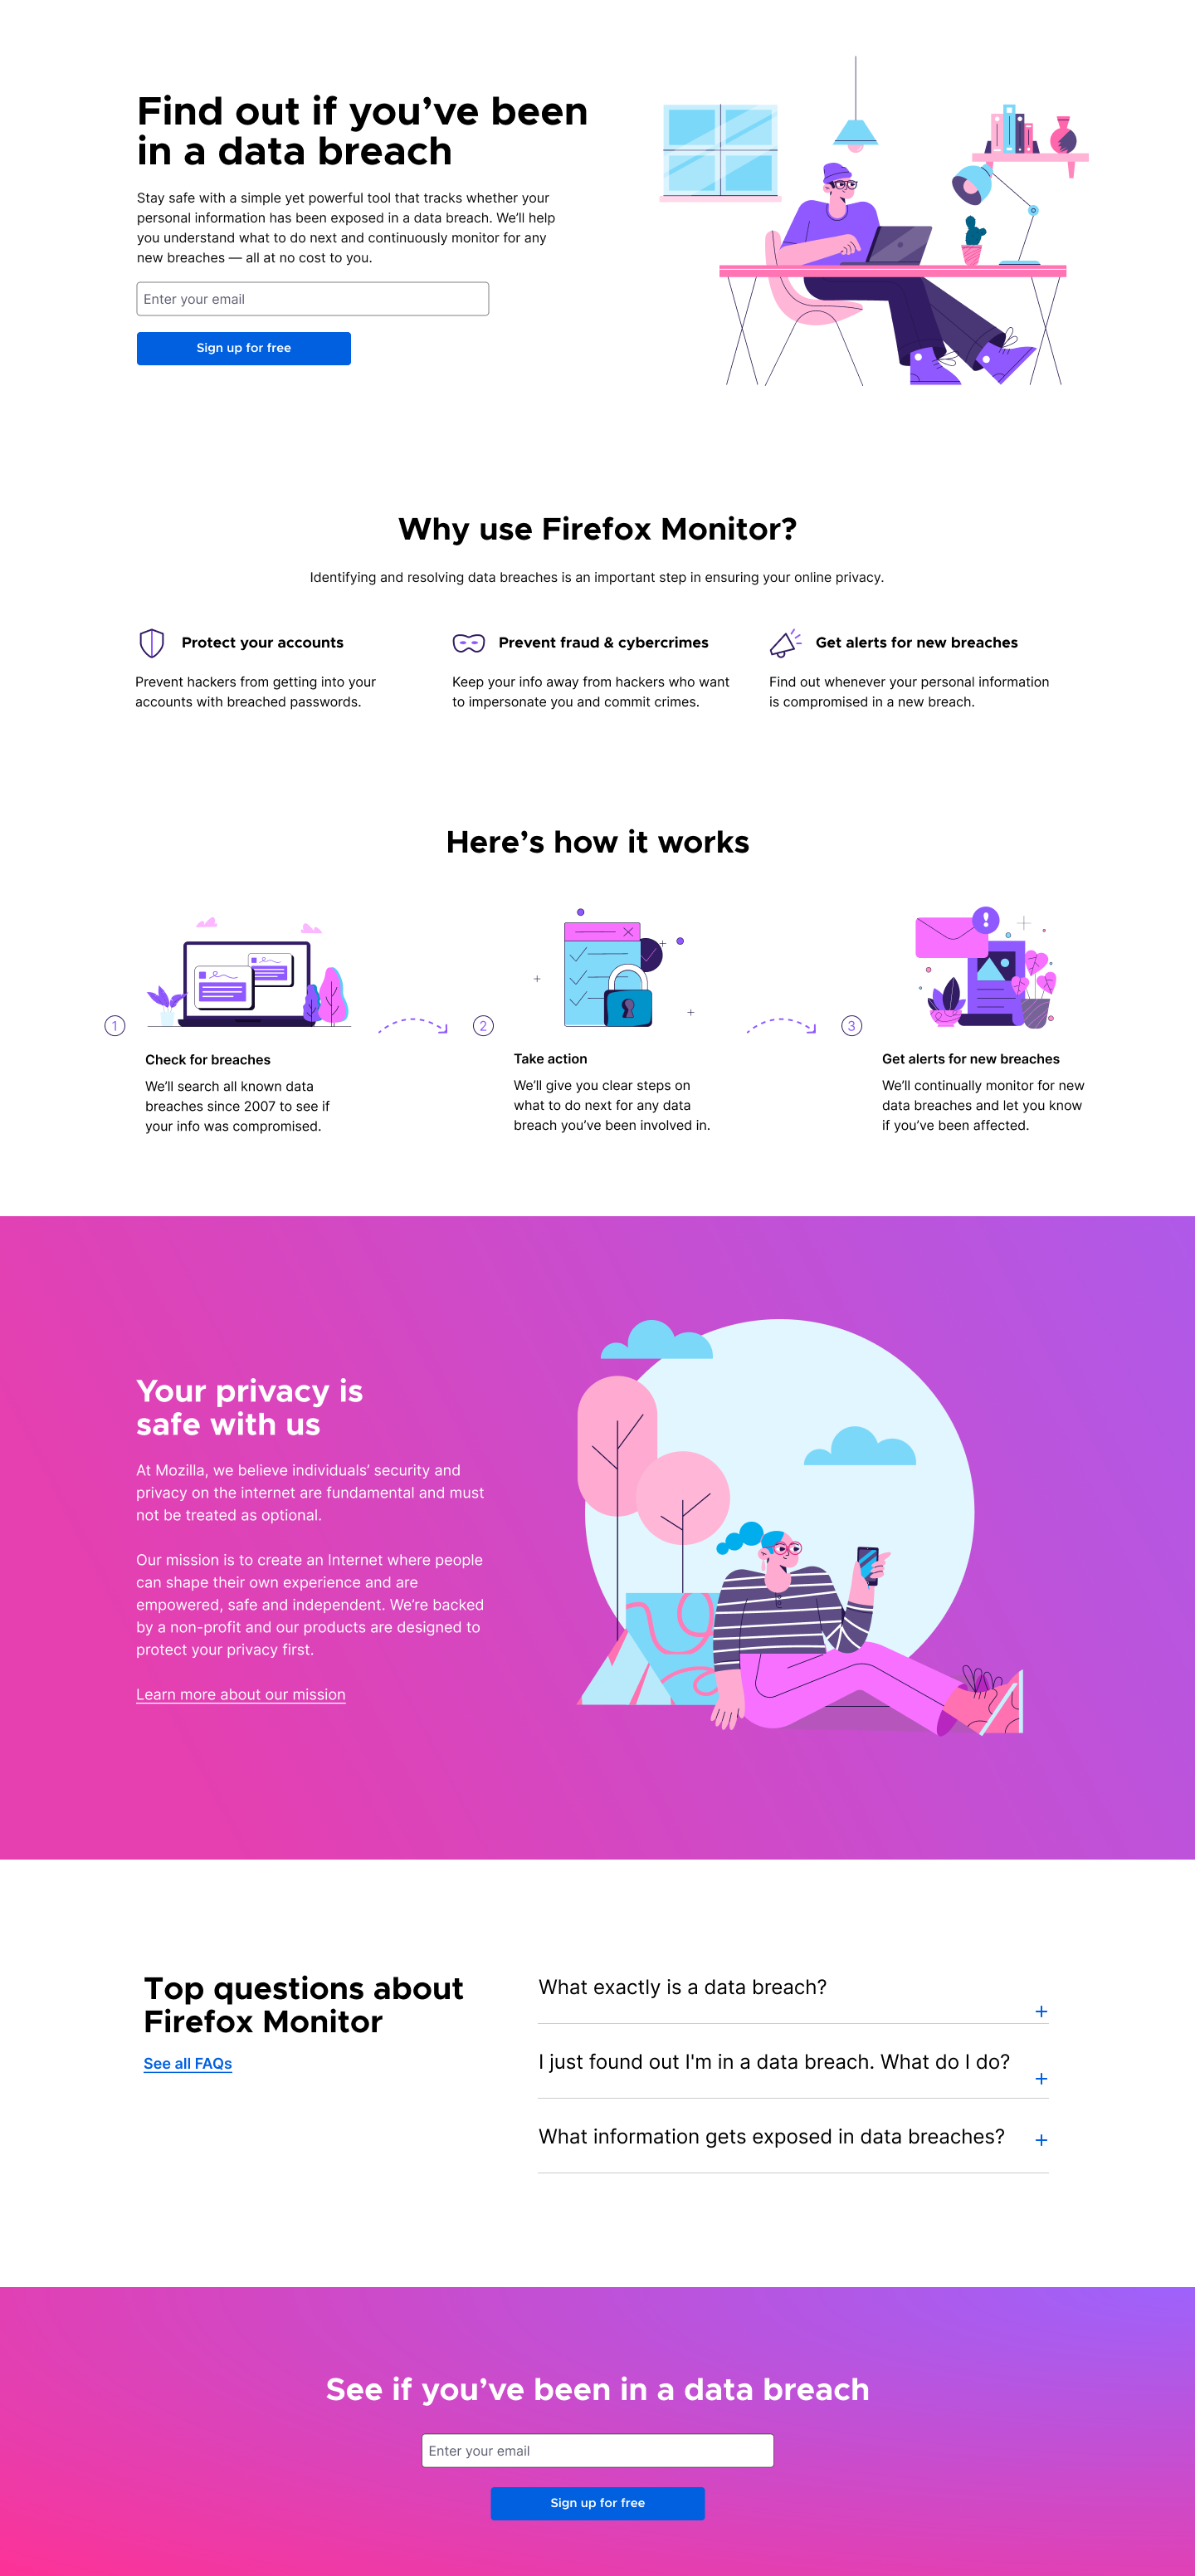 Find out if you’ve been
in a data breach
Stay safe with a simple yet powerful tool that tracks whether your
personal information has been exposed in a data breach. We’ll help
you understand what to do next and continuously monitor for any
new breaches — all at no cost to you.
Enter your email
Sign up for free
Why use Firefox Monitor?
Identifying and resolving data breaches is an important step in ensuring your online privacy.
Protect your accounts
Prevent hackers from getting into your
accounts with breached passwords.
Prevent fraud & cybercrimes
Keep your info away from hackers who want
to impersonate you and commit crimes.
Get alerts for new breaches
Find out whenever your personal information
is compromised in a new breach.
Here’s how it works
1
Check for breaches
We’ll search all known data
breaches since 2007 to see if
your info was compromised.
2
Take action
We’ll give you clear steps on
what to do next for any data
breach you’ve been involved in.
3
Get alerts for new breaches
We’ll continually monitor for new
data breaches and let you know
if you’ve been affected.
Your privacy is
safe with us
At Mozilla, we believe individuals’ security and
privacy on the internet are fundamental and must
not be treated as optional.
Our mission is to create an Internet where people
can shape their own experience and are
empowered, safe and independent. We’re backed
by a non-profit and our products are designed to
protect your privacy first.
Learn more about our mission
Top questions about
Firefox Monitor
See all FAQs
What exactly is a data breach?
I just found out I'm in a data breach. What do I do?
What information gets exposed in data breaches?
See if you’ve been in a data breach
Enter your email
Sign up for free